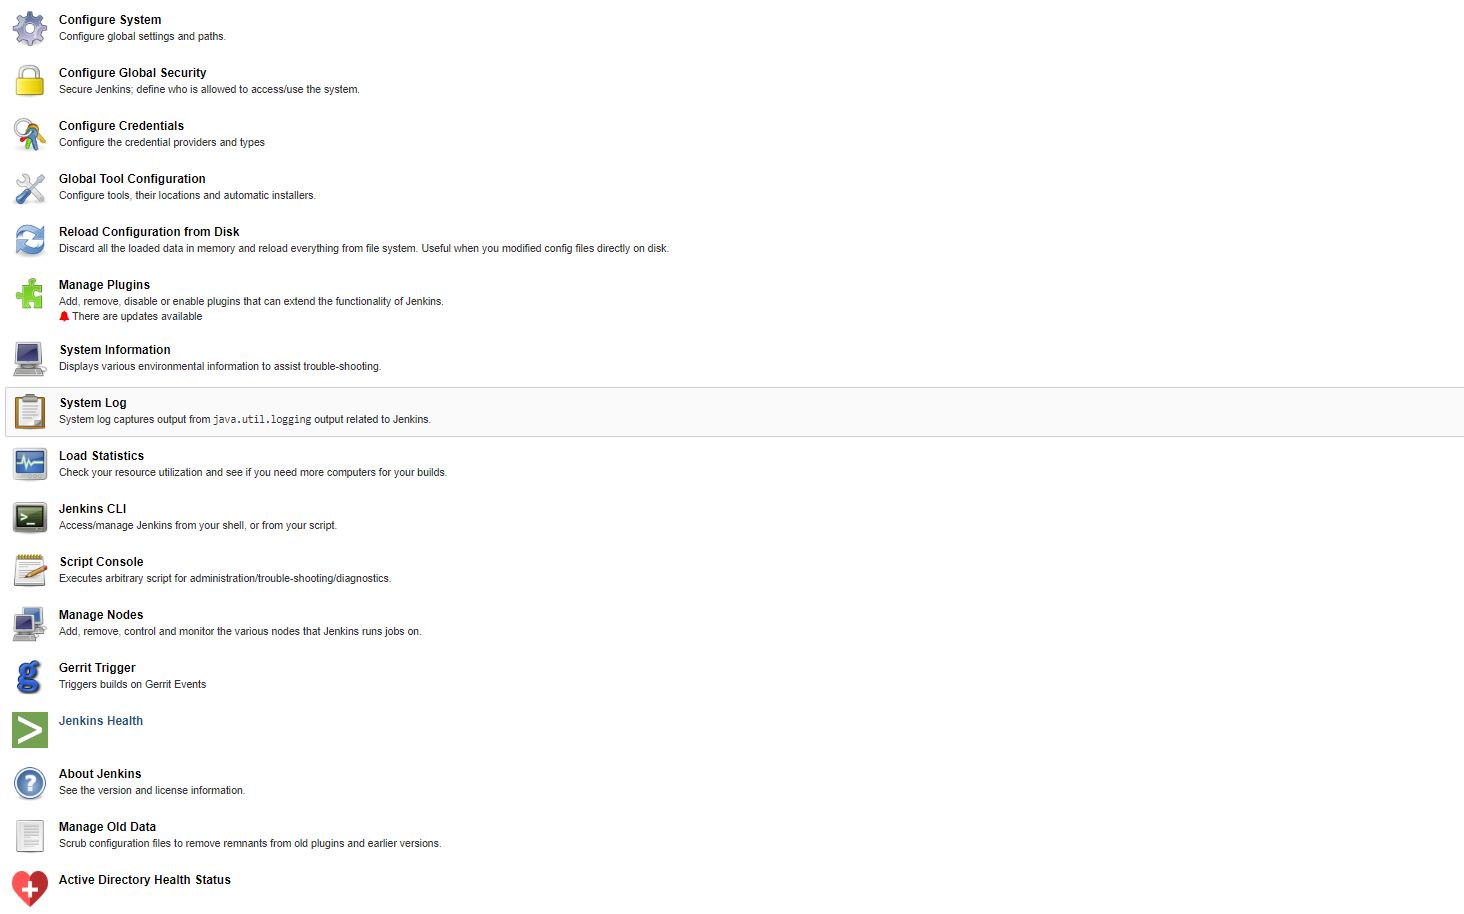 Configure System
Configure global settings and paths.
Configure Global Security
Secure Jenkins; define who is allowed to access/use the system.
Configure Credentials
Configure the credential providers and types
Global Tool Configuration
Configure tools, their locations and automatic installers.
Reload Configuration from Disk
Discard all the loaded data in memory and reload everything from file system. Useful when you modified config files directly on disk.
Manage Plugins
Add, remove, disable or enable plugins that can extend the functionality of Jenkins.
There are updates available
System Information
Displays various environmental information to assist trouble-shooting.
System Log
System log captures output from java.util.logging output related to Jenkins.
Load Statistics
Check your resource utilization and see if you need more computers for your builds.
Jenkins CLI
Access/manage Jenkins from your shell, or from your script.
Script Console
Executes arbitrary script for administration/trouble-shooting/diagnostics.
Manage Nodes
Add, remove, control and monitor the various nodes that Jenkins runs jobs on.
g
Gerrit Trigger
Triggers builds on Gerrit Events
Jenkins Health
About Jenkins
See the version and license information.
Manage Old Data
Scrub configuration files to remove remnants from old plugins and earlier versions.
Active Directory Health Status